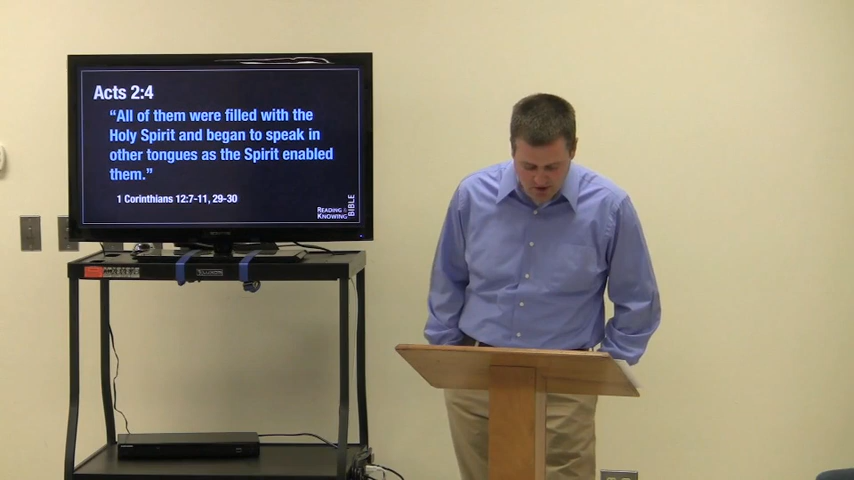 Acts 2:4
“All of them were filled with the
Holy Spirit and began to speak in
other tongues as the Spirit enabled
them.”
1 Corinthians 12:7-11, 29-30
READING &
KNOWING
BIBLE